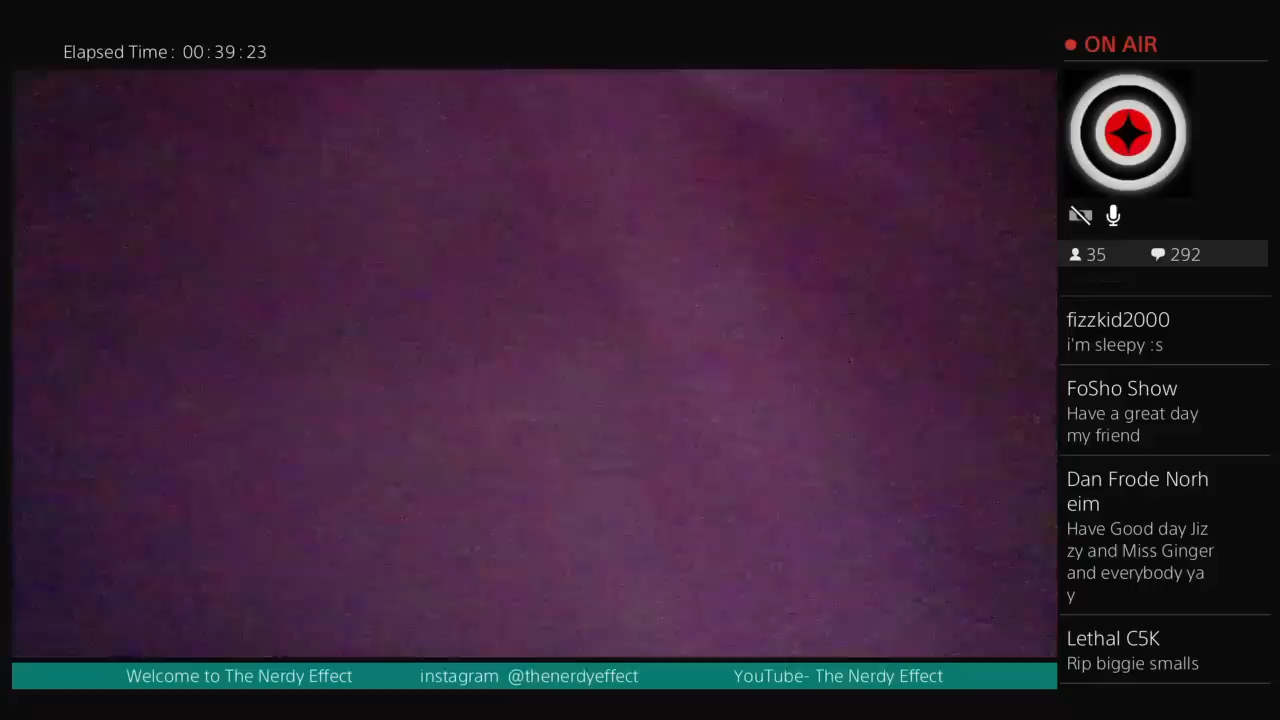 Elapsed Time: 00:39:23
ON AIR
35 292
fizzkid2000
i'm sleepy :s
FoSho Show
Have a great day
my friend
Dan Frode Norh
eim
Have Good day Jiz
zy and Miss Ginger
and everybody ya
y
Lethal C5K
Rip biggie smalls
Welcome to The Nerdy Effect instagram @thenerdyeffect YouTube- The Nerdy Effect